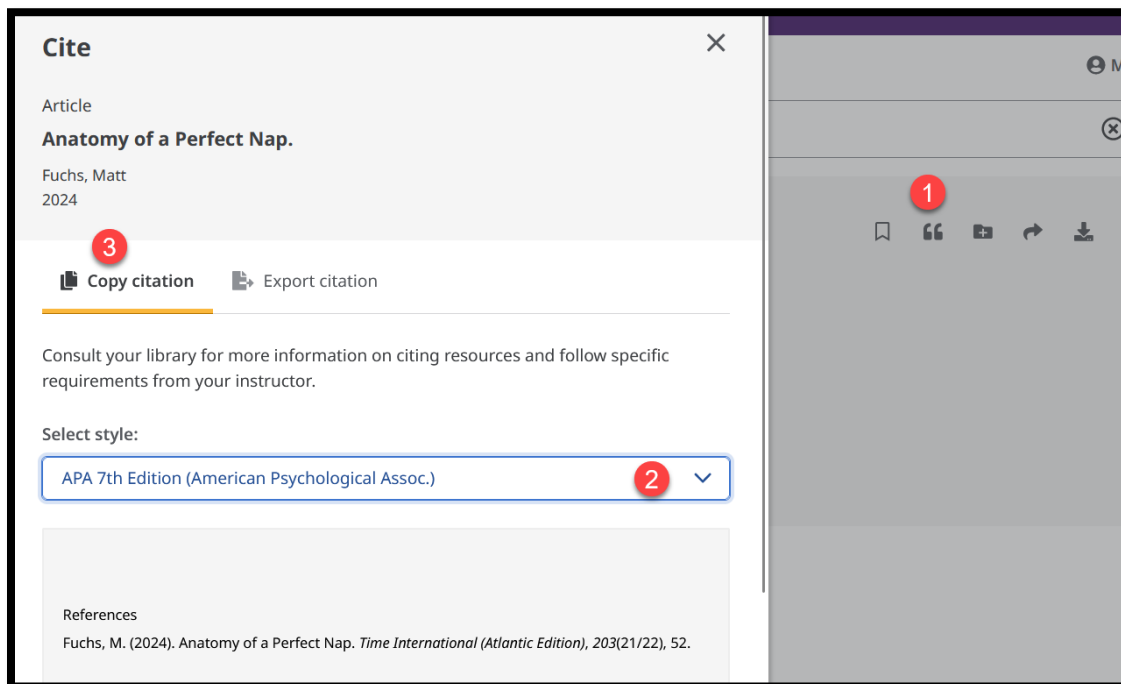 Cite
Article
Anatomy of a Perfect Nap.
Fuchs, Matt
2024
3
Copy citation
Export citation
Consult your library for more information on citing resources and follow specific
requirements from your instructor.
Select style:
APA 7th Edition (American Psychological Assoc.)
2
References
Fuchs, M. (2024). Anatomy of a Perfect Nap. Time International (Atlantic Edition), 203(21/22), 52.
M
1